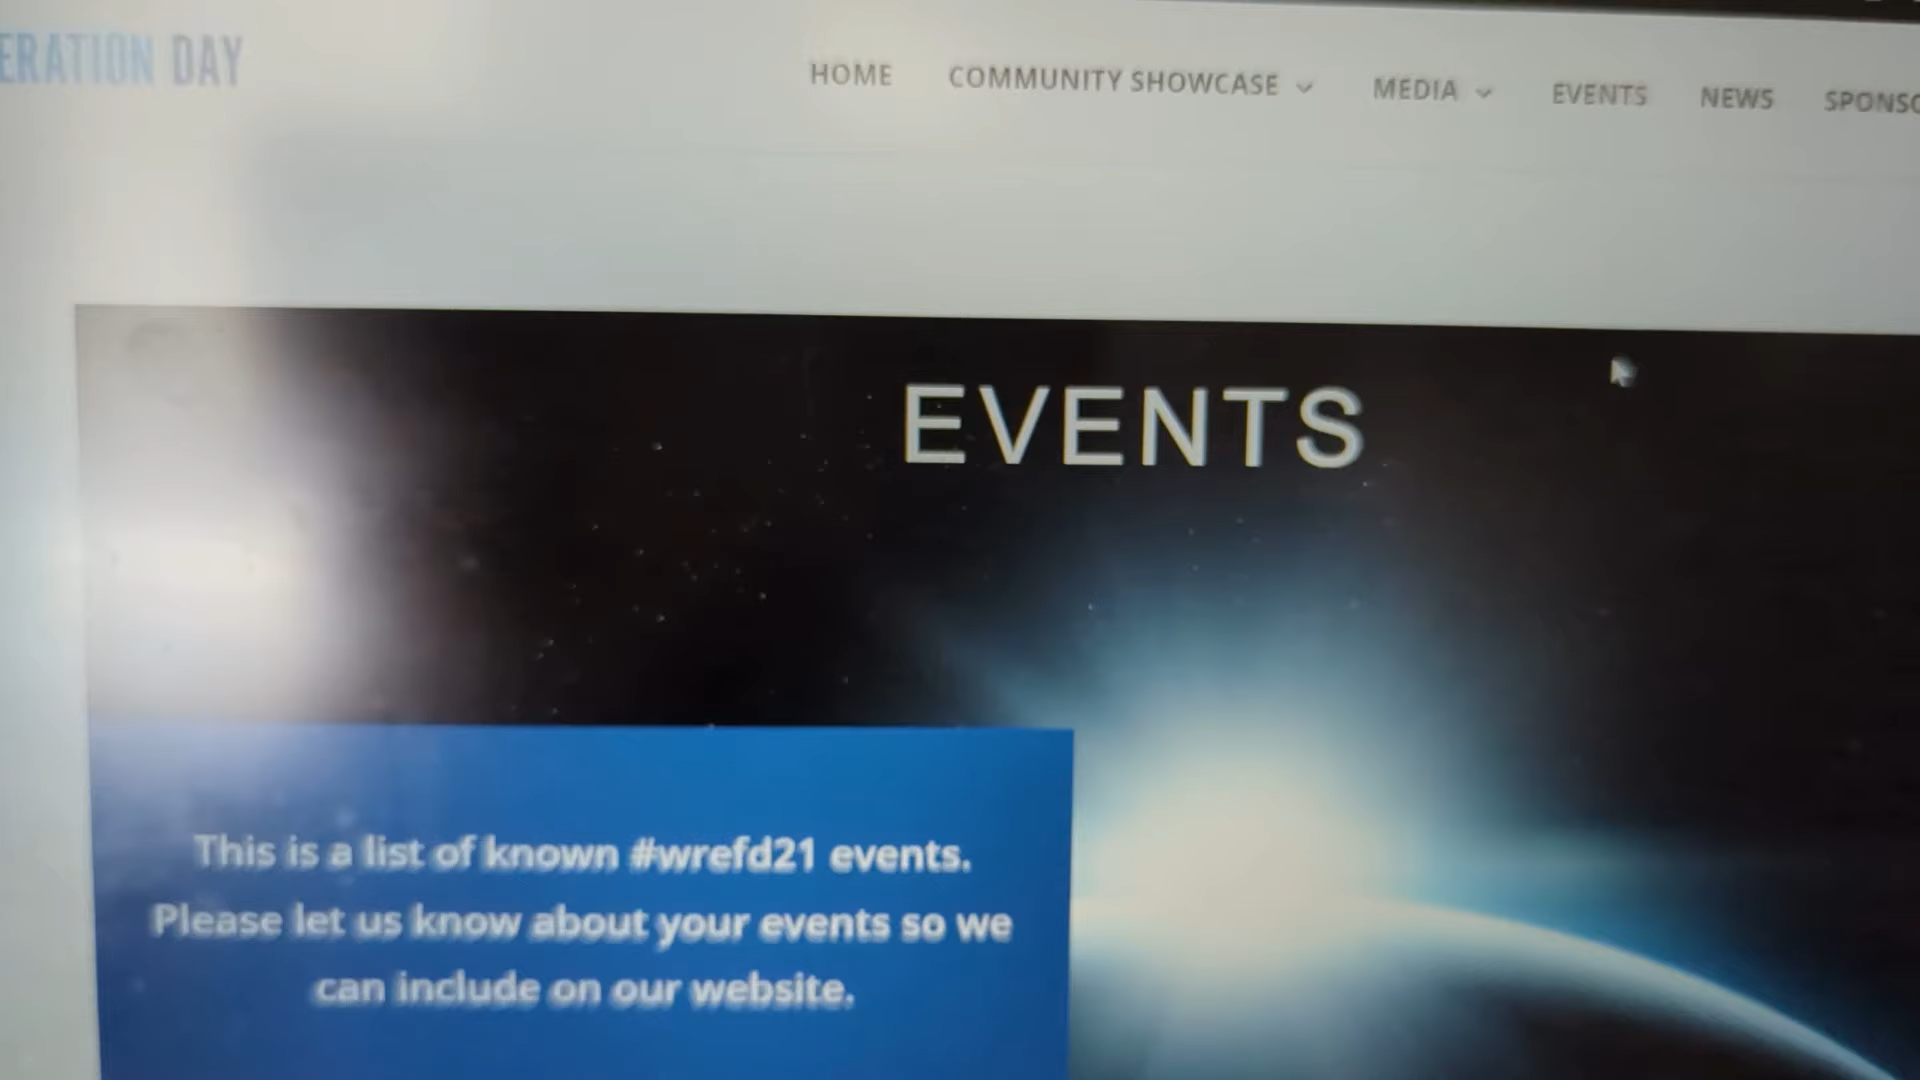 ERATION DAY
HOME COMMUNITY SHOWCASE MEDIA EVENTS NEWS SPONSO
EVENTS
This is a list of known #wrefd21 events.
Please let us know about your events so we
can include on our website.